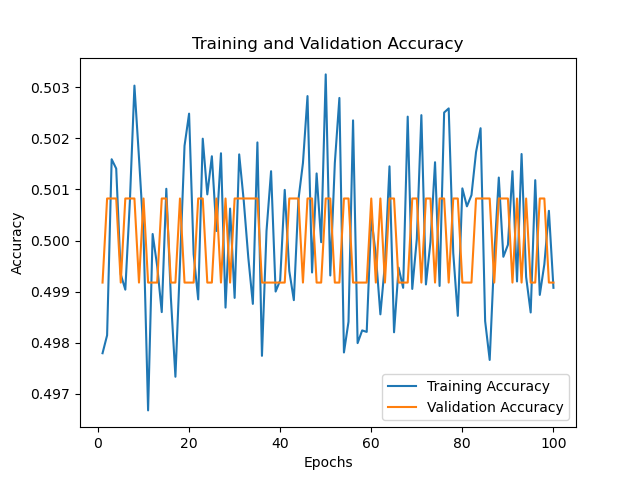 Training and Validation Accuracy
0.503
0.502
0.501
0.500
0.499
0.498
0.497
Accuracy
0
20
40
60
80
100
Epochs
Training Accuracy
Validation Accuracy